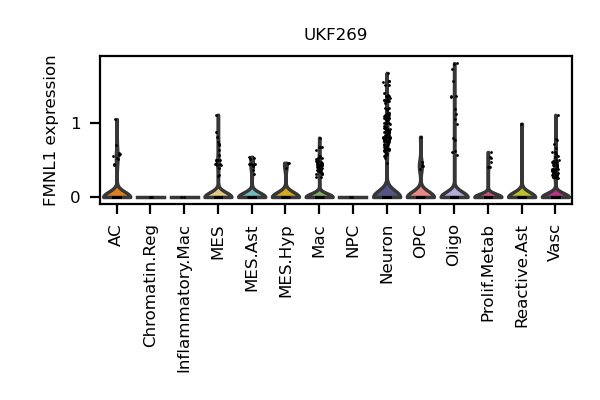 UKF269
FMNL1 expression
1
0
AC
Chromatin.Reg
Inflammatory.Mac
MES
MES.Ast
MES.Hyp
Mac
NPC
Neuron
OPC
Oligo
Prolif.Metab
Reactive.Ast
Vasc